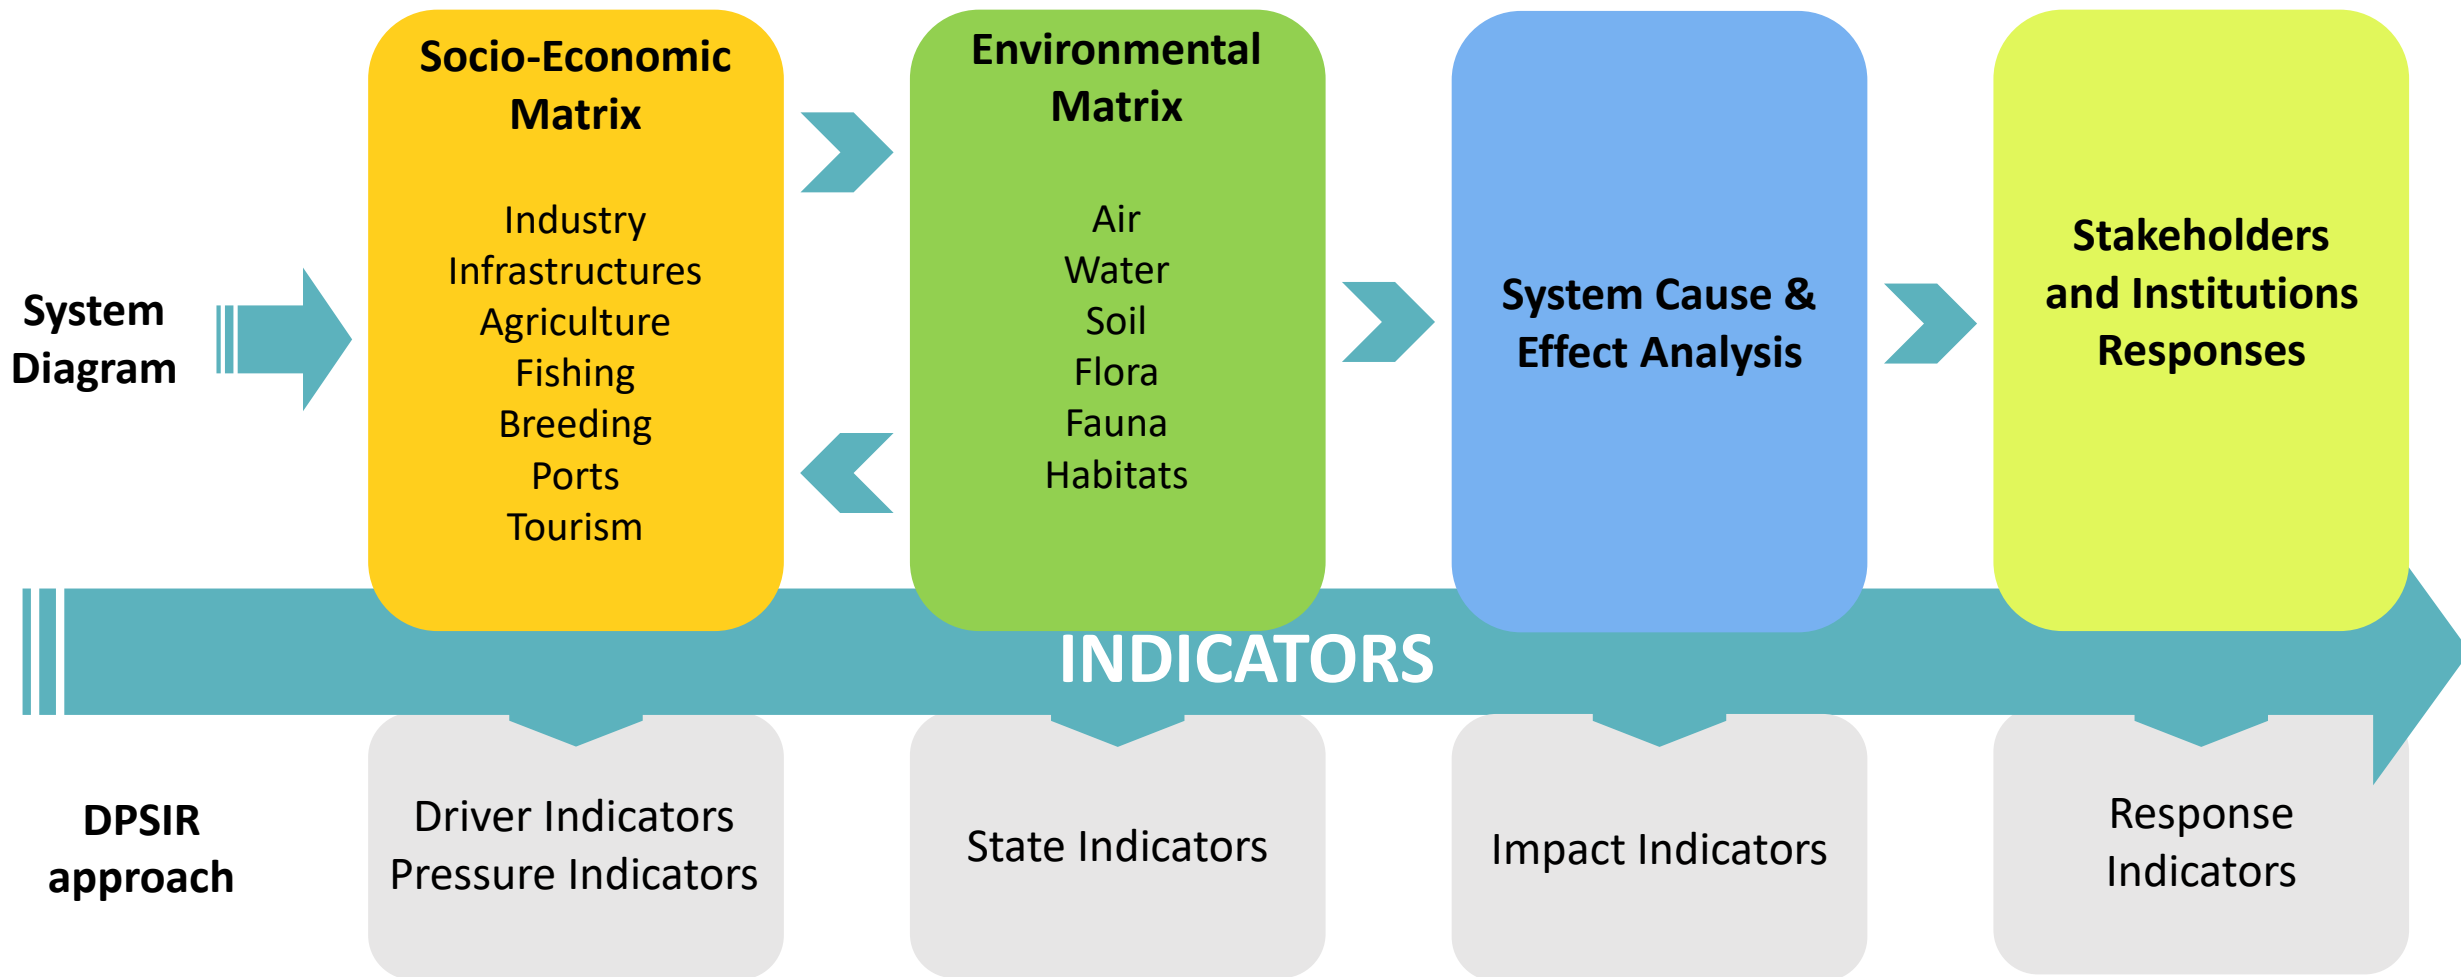 System
Diagram
Socio-Economic
Matrix
Industry
Infrastructures
Agriculture
Fishing
Breeding
Ports
Tourism
Environmental
Matrix
Air
Water
Soil
Flora
Fauna
Habitats
System Cause &
Effect Analysis
Stakeholders
and Institutions
Responses
INDICATORS
DPSIR
approach
Driver Indicators
Pressure Indicators
State Indicators
Impact Indicators
Response
Indicators